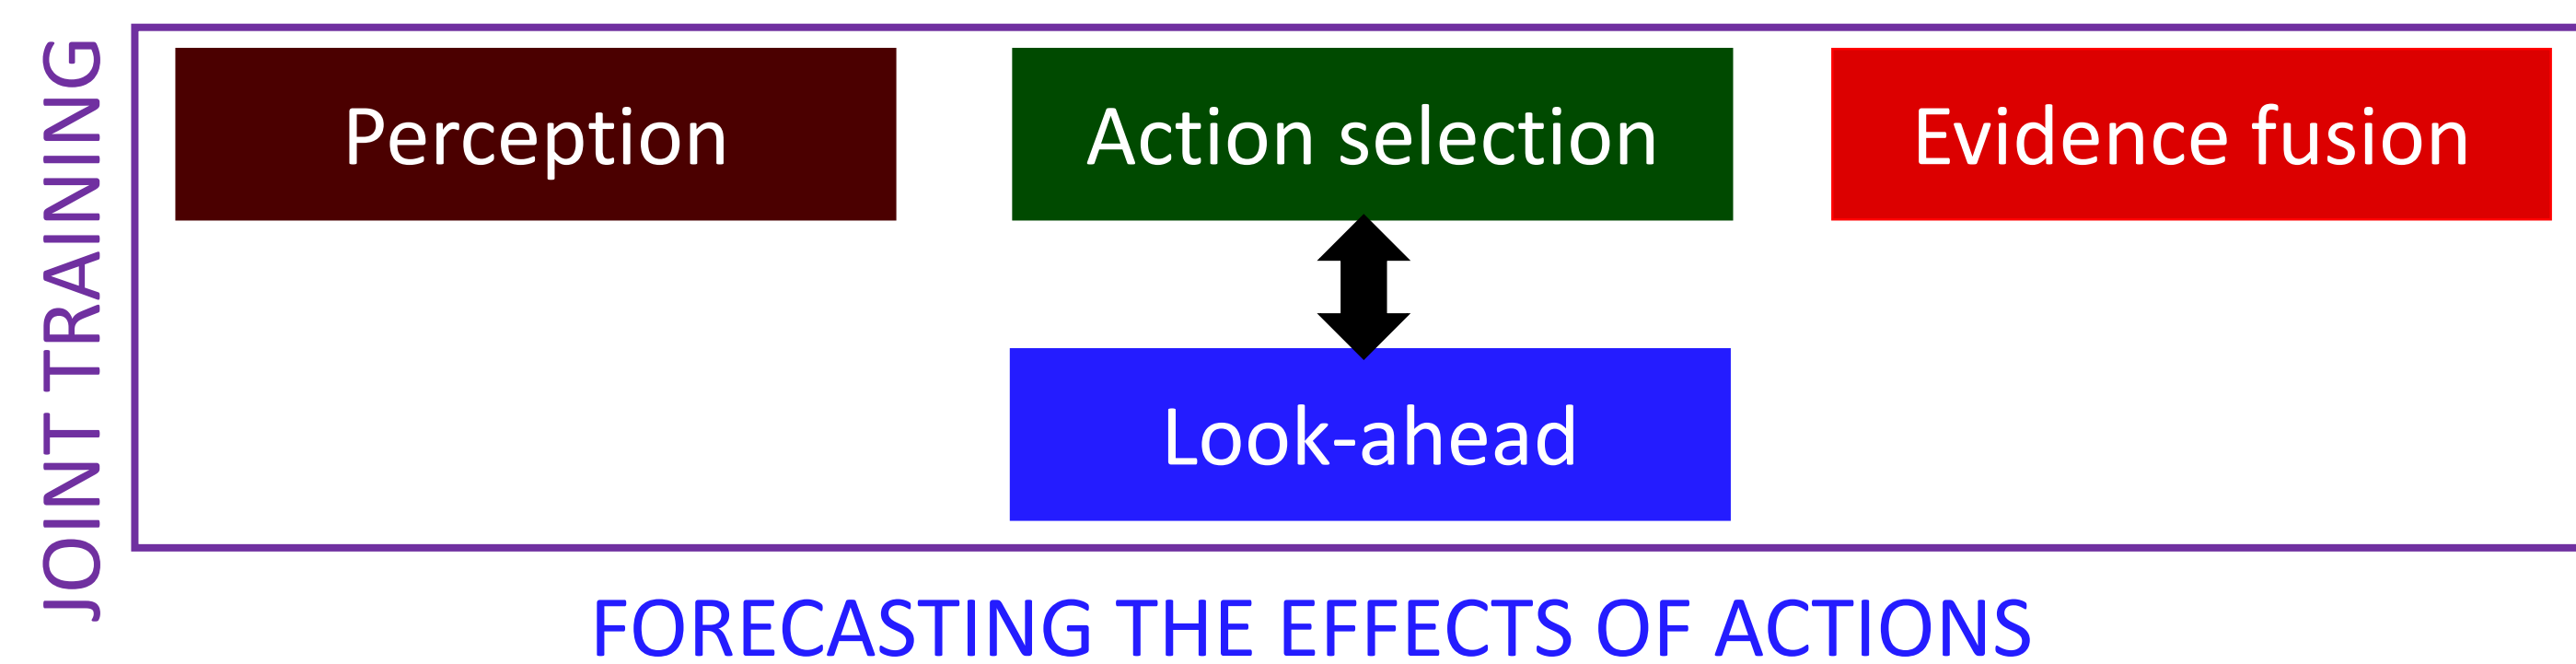 JOINT TRAINING
Perception
Action selection
Evidence fusion
Look-ahead
FORECASTING THE EFFECTS OF ACTIONS